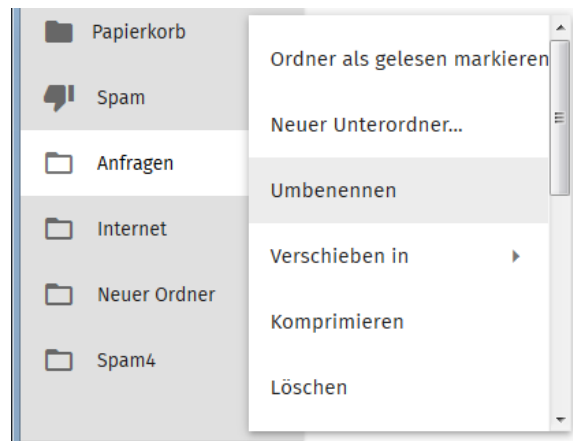 Papierkorb
Spam
Anfragen
Internet
Neuer Ordner
Spam4
Ordner als gelesen markieren
Neuer Unterordner...
Umbenennen
Verschieben in
Komprimieren
Löschen